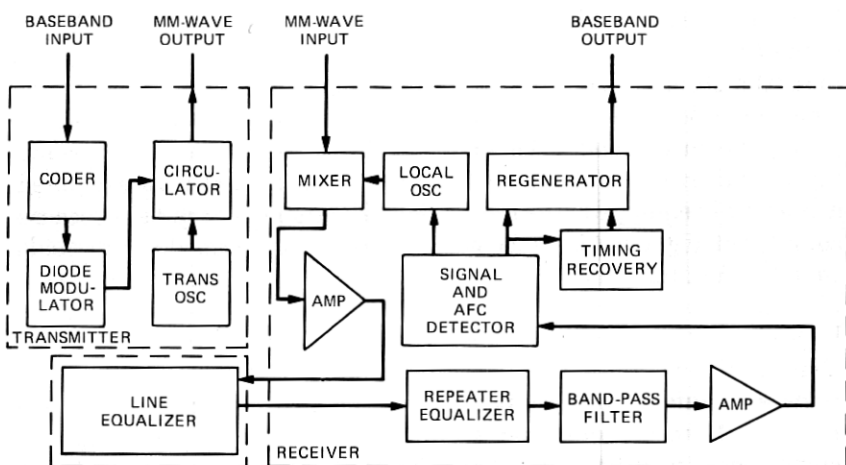 BASEBAND
INPUT
MM-WAVE
OUTPUT
MM-WAVE
INPUT
BASEBAND
OUTPUT
CODER
CIRCU-
LATOR
MIXER
LOCAL
OSC
REGENERATOR
DIODE
MODU-
LATOR
TRANS
OSC
AMP
SIGNAL
AND
AFC
DETECTOR
TIMING
RECOVERY
TRANSMITTER
LINE
EQUALIZER
REPEATER
EQUALIZER
BAND-PASS
FILTER
AMP
RECEIVER